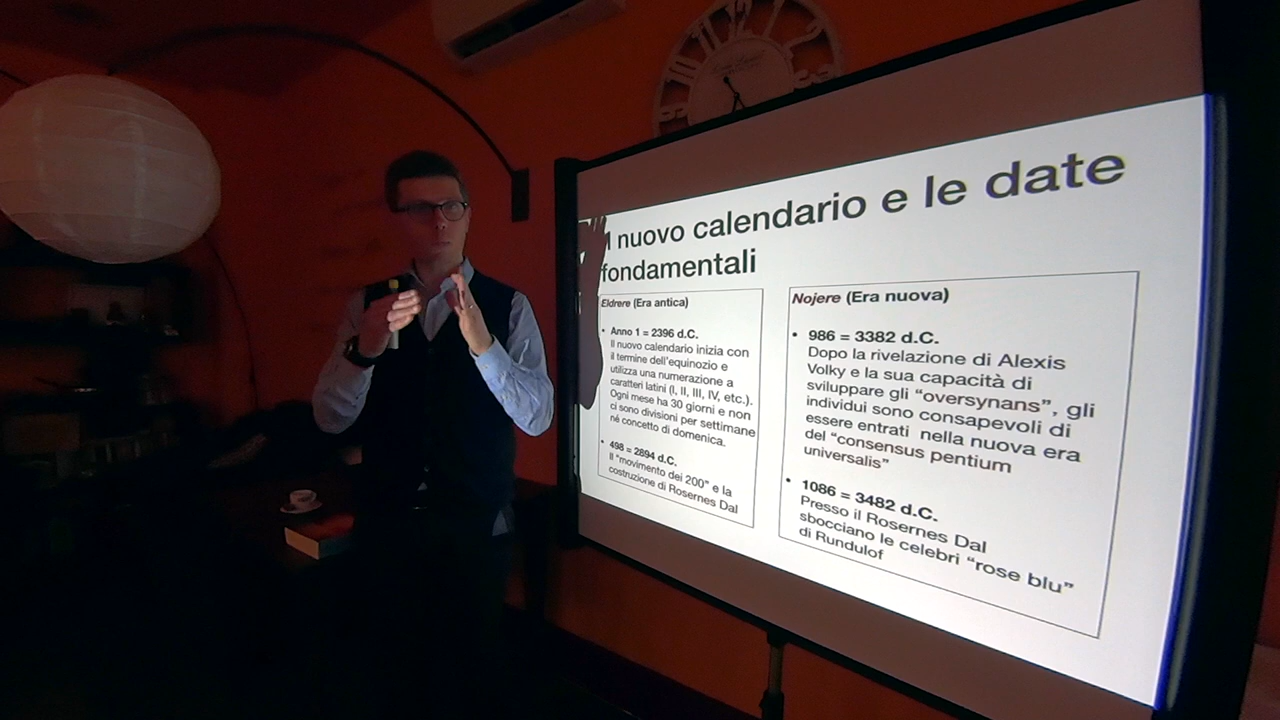 l nuovo calendario e le date
fondamentali
Eldrere (Era antica)
• Anno 1 = 2396 d.C.
Il nuovo calendario inizia con
il termine dell'equinozio e
utilizza una numerazione a
caratteri latini (I, II, III, IV, etc.).
Ogni mese ha 30 giorni e non
ci sono divisioni per settimane
né concetto di domenica.
• 498 = 2894 d.C.
Il "movimento dei 200" e la
costruzione di Rosernes Dal
Nojere (Era nuova)
• 986 = 3382 d.C.
Dopo la rivelazione di Alexis
Volky e la sua capacità di
sviluppare gli "oversynans", gli
individui sono consapevoli di
essere entrati nella nuova era
del "consensus pentium
universalis"
• 1086 = 3482 d.C.
Presso il Rosernes Dal
sbocciano le celebri "rose blu"
di Rundulof